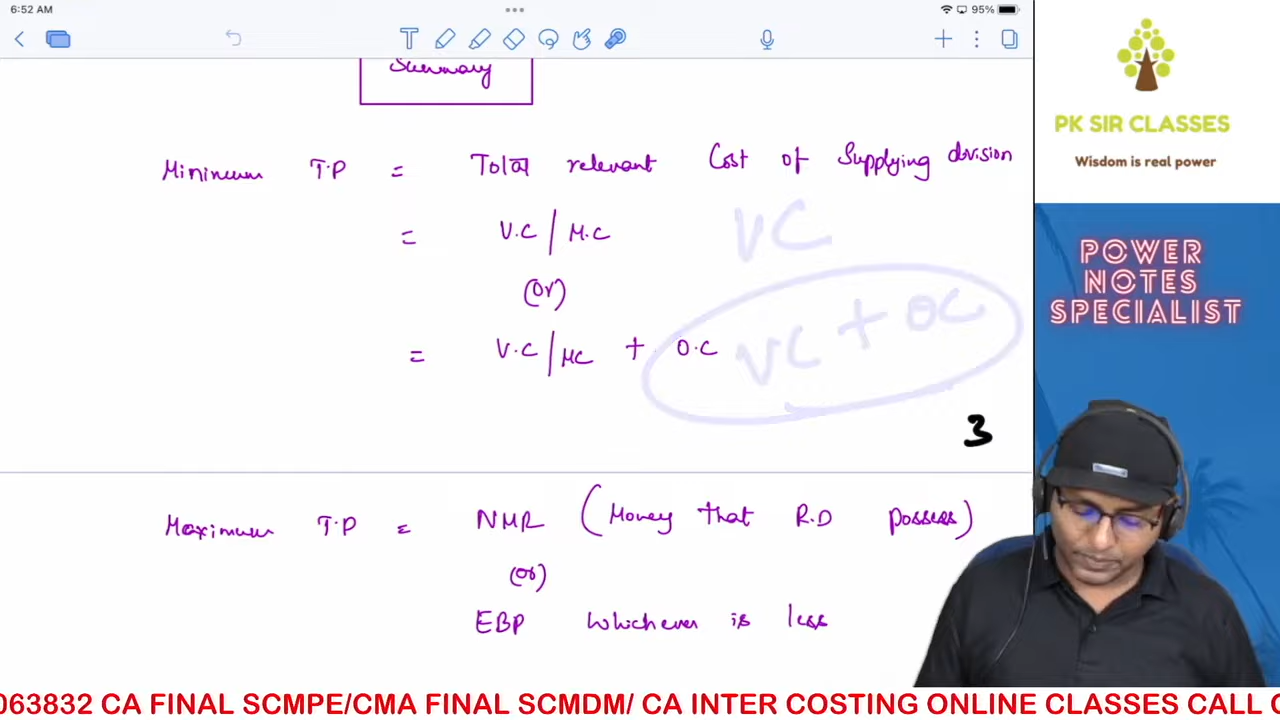 6:52 AM
95%
T
PK SIR CLASSES
Wisdom is real power
Summary
Minimum T.P = Total relevant Cost of Supplying division
= V.C / M.C
VC
(or)
= V.C / MC + O.C
VC + OC
3
Maximum T.P = NMR (Money that R.D possess)
(or)
EBP whichever is less
POWER
NOTES
SPECIALIST
063832 CA FINAL SCMPE/CMA FINAL SCMDM/ CA INTER COSTING ONLINE CLASSES CALL